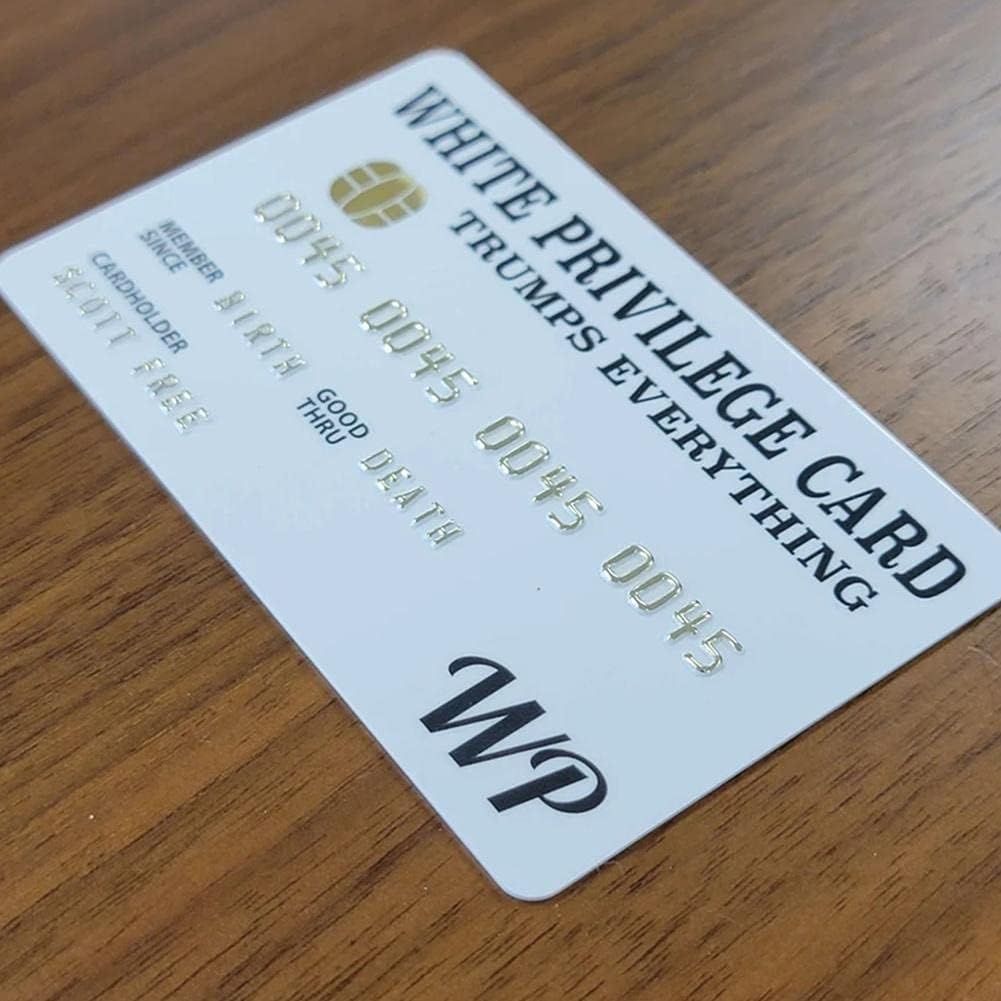 WHITE PRIVILEGE CARD
TRUMPS EVERYTHING
0045 0045 0045 0045
MEMBER SINCE BIRTH
GOOD THRU DEATH
CARDHOLDER
SCOTT FREE
WP